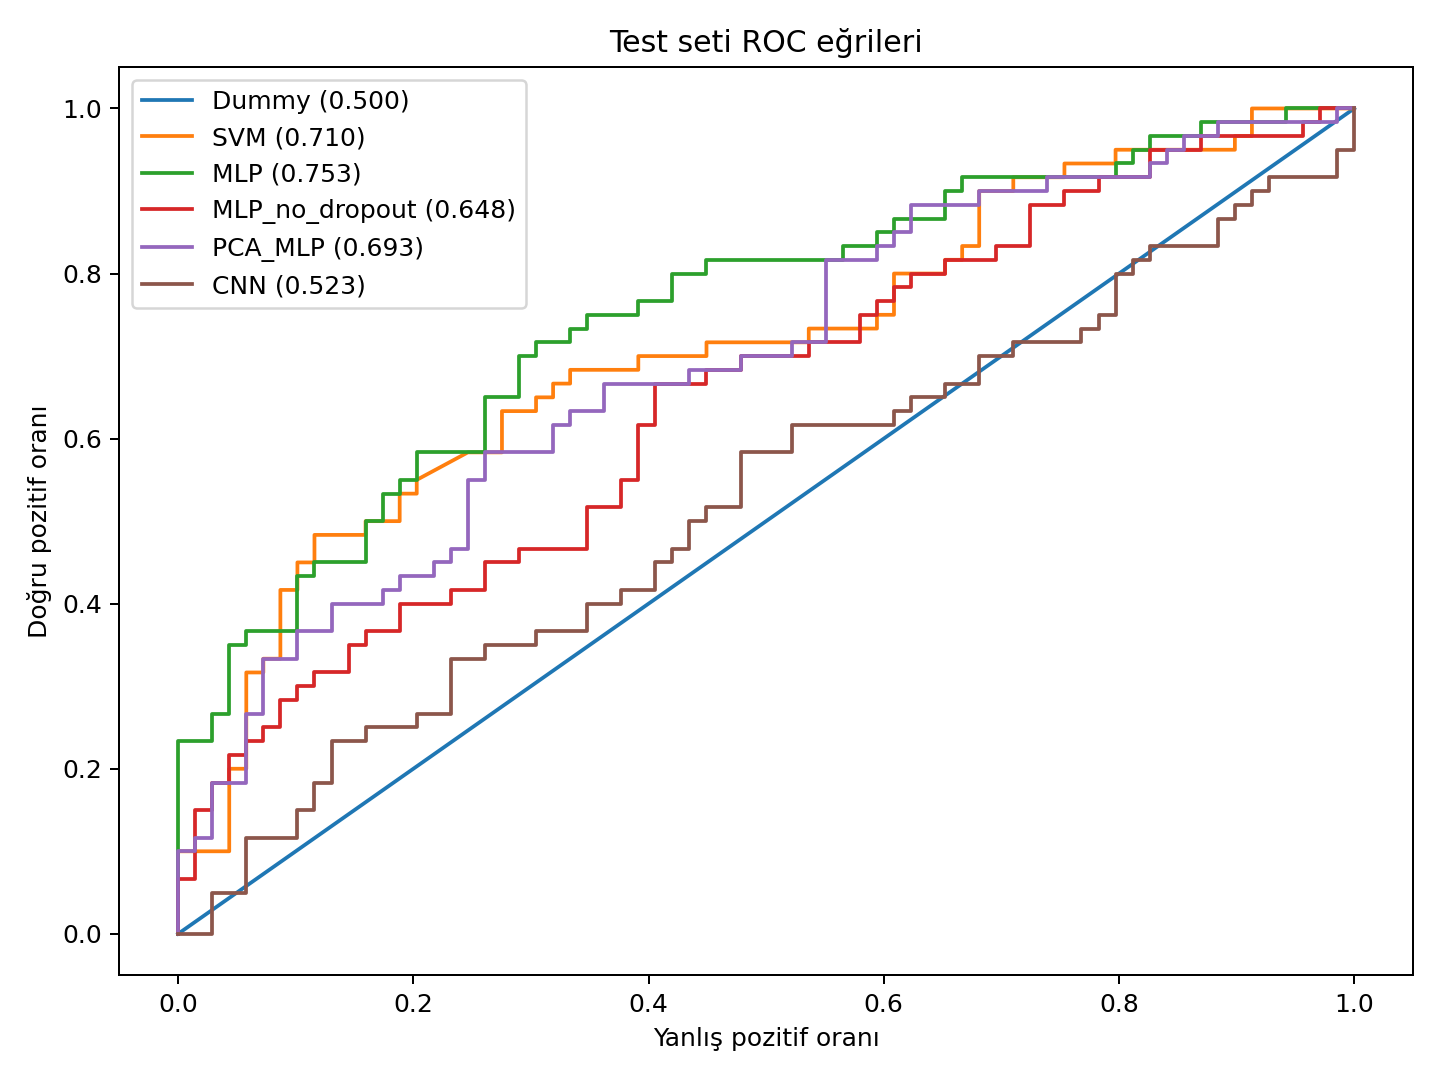 Test seti ROC eğrileri
Dummy (0.500)
SVM (0.710)
MLP (0.753)
MLP_no_dropout (0.648)
PCA_MLP (0.693)
CNN (0.523)
Doğru pozitif oranı
1.0
0.8
0.6
0.4
0.2
0.0
0.0 0.2 0.4 0.6 0.8 1.0
Yanlış pozitif oranı